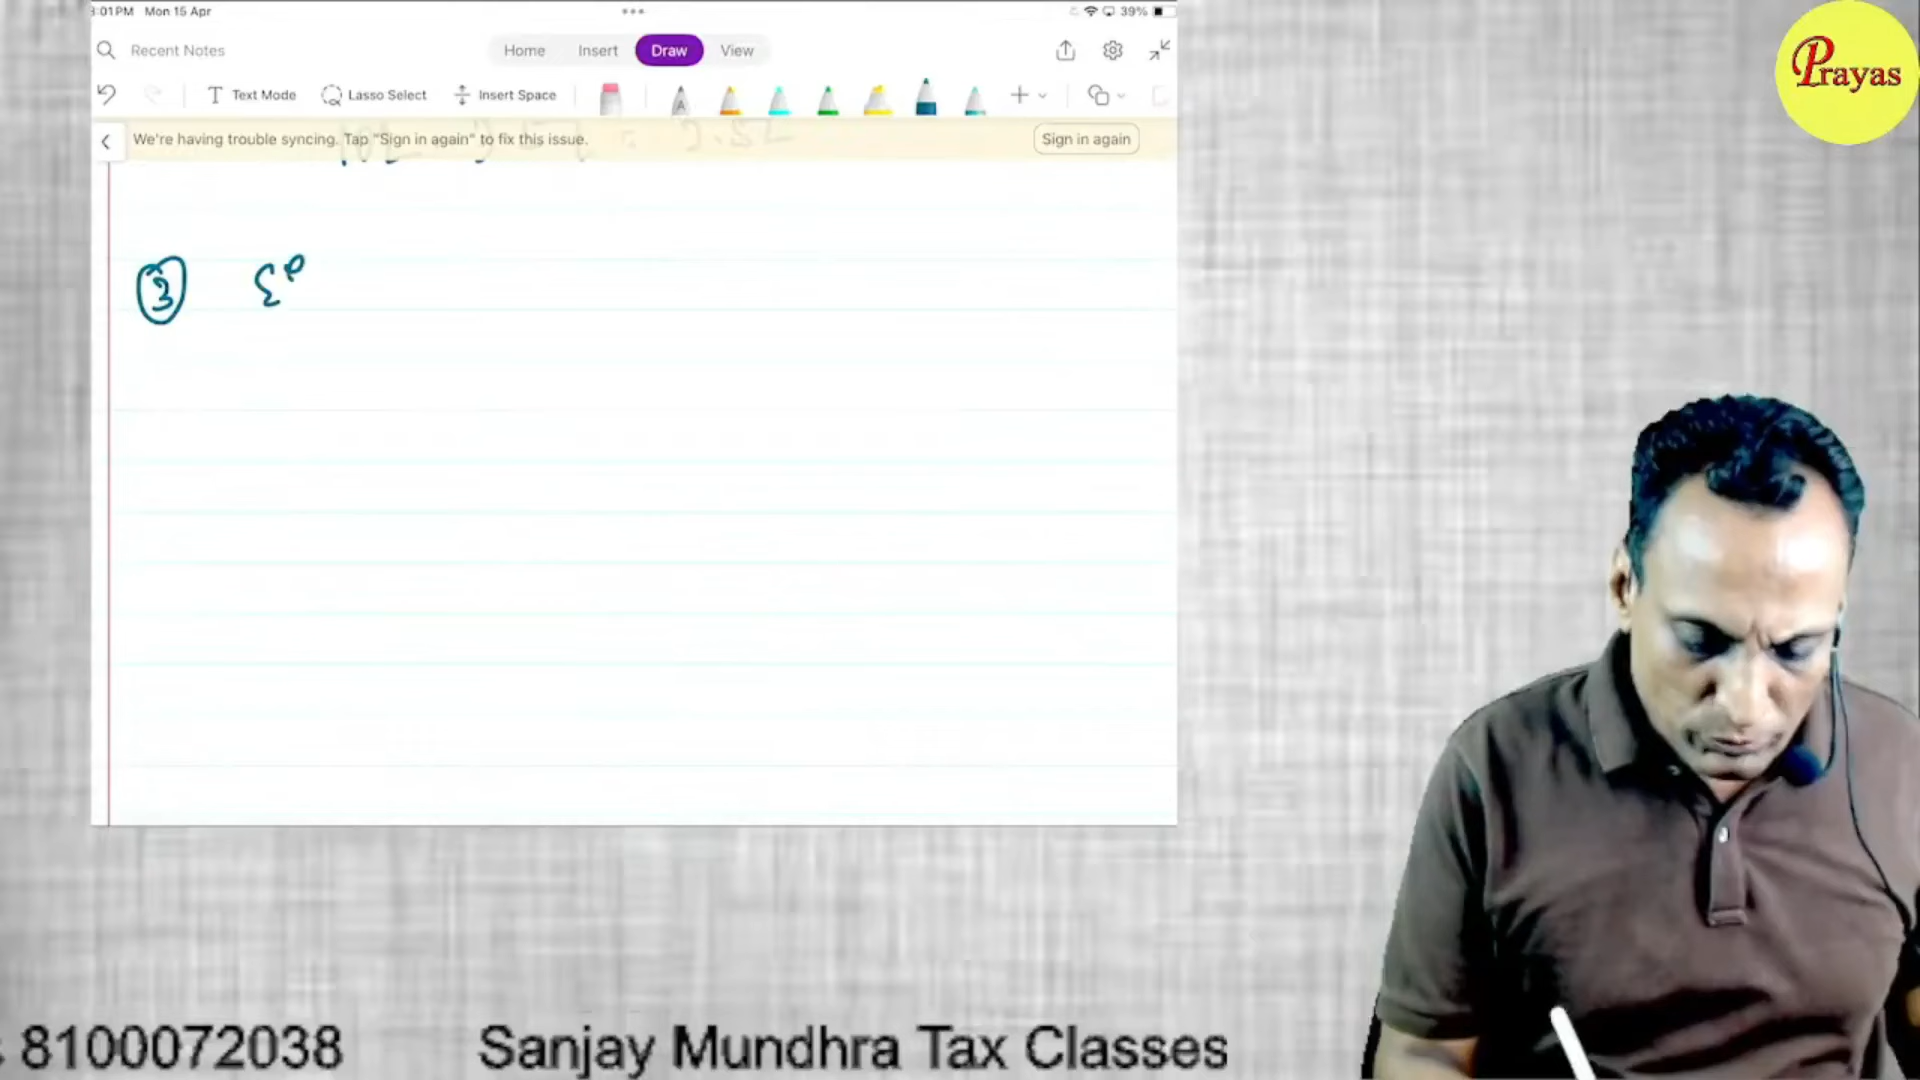 :01PM Mon 15 Apr
39%
Recent Notes
Home Insert Draw View
Text Mode Lasso Select Insert Space
We're having trouble syncing. Tap "Sign in again" to fix this issue.
Sign in again
3
Prayas
8100072038 Sanjay Mundhra Tax Classes